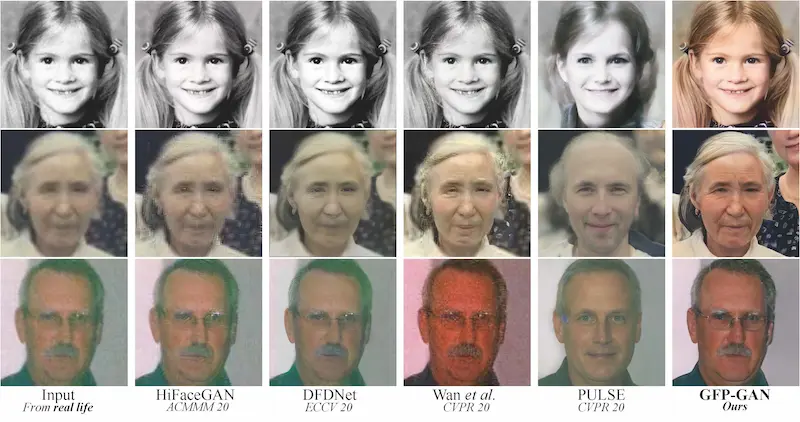 Input
From real life
HiFaceGAN
ACMMM 20
DFDNet
ECCV 20
Wan et al.
CVPR 20
PULSE
CVPR 20
GFP-GAN
Ours